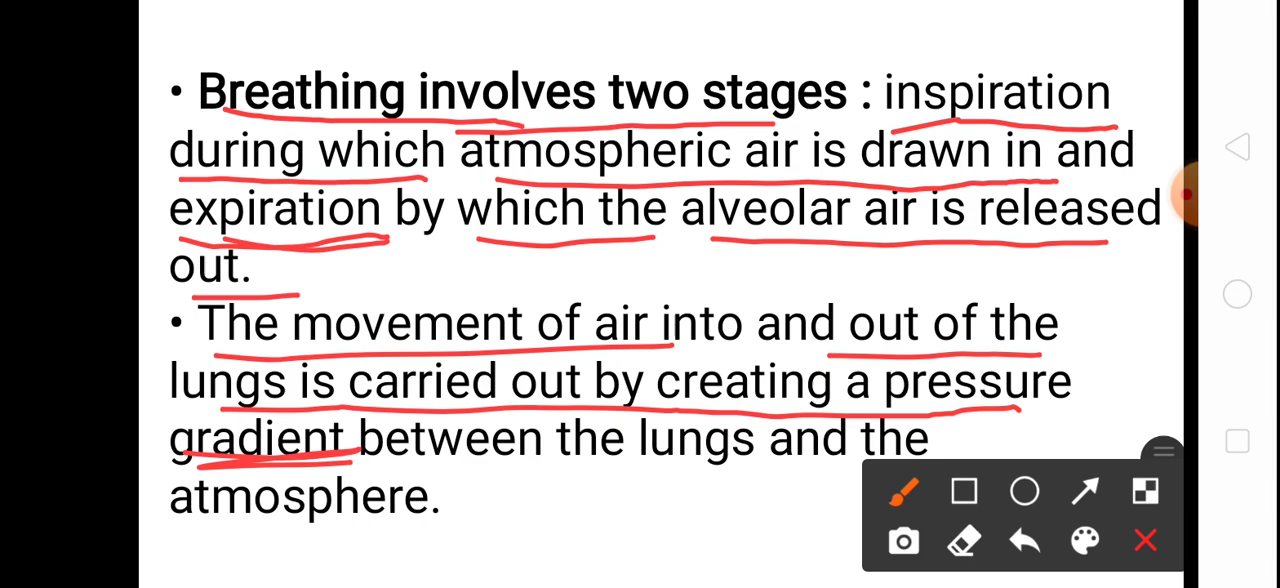 • Breathing involves two stages : inspiration
during which atmospheric air is drawn in and
expiration by which the alveolar air is released
out.
• The movement of air into and out of the
lungs is carried out by creating a pressure
gradient between the lungs and the
atmosphere.